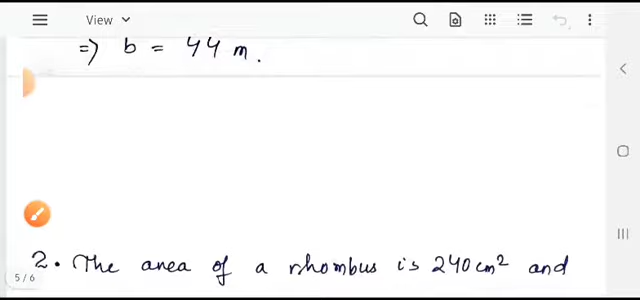 View
=> b = 44 m.
2. The area of a rhombus is 240 cm² and
5/6